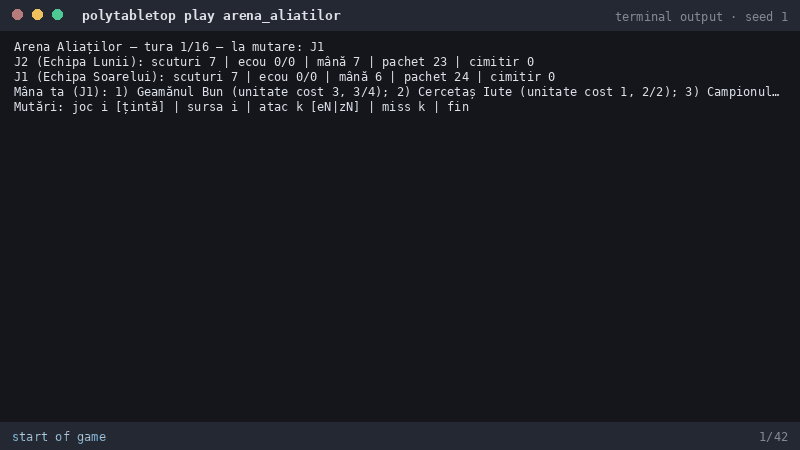 polytabletop play arena_aliatilor
terminal output · seed 1
Arena Aliaților — tura 1/16 — la mutare: J1
J2 (Echipa Lunii): scuturi 7 | ecou 0/0 | mână 7 | pachet 23 | cimitir 0
J1 (Echipa Soarelui): scuturi 7 | ecou 0/0 | mână 6 | pachet 24 | cimitir 0
Mâna ta (J1): 1) Geamănul Bun (unitate cost 3, 3/4); 2) Cercetaș Iute (unitate cost 1, 2/2); 3) Campionul…
Mutări: joc i [țintă] | sursa i | atac k [eN|zN] | miss k | fin
start of game
1/42